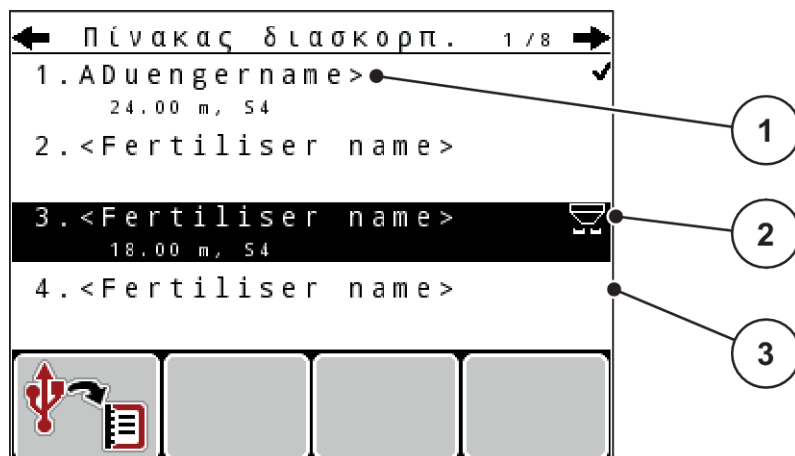 Πίνακας διασκορπ. 1/8
1.ADuengername>
24.00 m, S4
2.<Fertiliser name>
3.<Fertiliser name>
18.00 m, S4
4.<Fertiliser name>
1
2
3